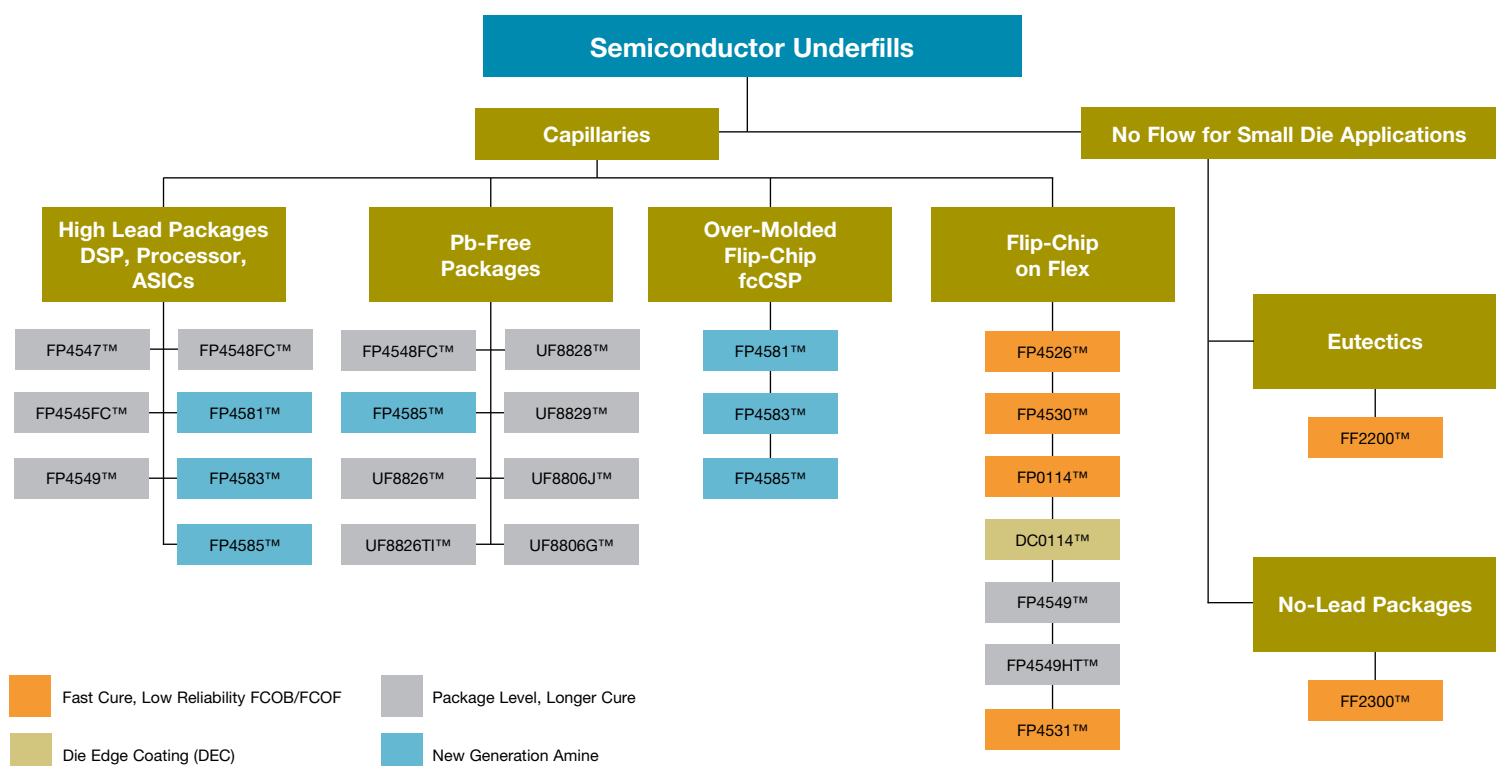 Semiconductor Underfills
Capillaries
No Flow for Small Die Applications
High Lead Packages
DSP, Processor,
ASICs
Pb-Free
Packages
Over-Molded
Flip-Chip
fcCSP
Flip-Chip
on Flex
FP4547™
FP4548FC™
FP4545FC™
FP4581™
FP4549™
FP4583™
FP4585™
FP4548FC™
UF8828™
FP4585™
UF8829™
UF8826™
UF8806J™
UF8826TI™
UF8806G™
FP4581™
FP4583™
FP4585™
FP4526™
FP4530™
FP0114™
DC0114™
FP4549™
FP4549HT™
FP4531™
Eutectics
FF2200™
No-Lead Packages
FF2300™
Fast Cure, Low Reliability FCOB/FCOF
Package Level, Longer Cure
Die Edge Coating (DEC)
New Generation Amine